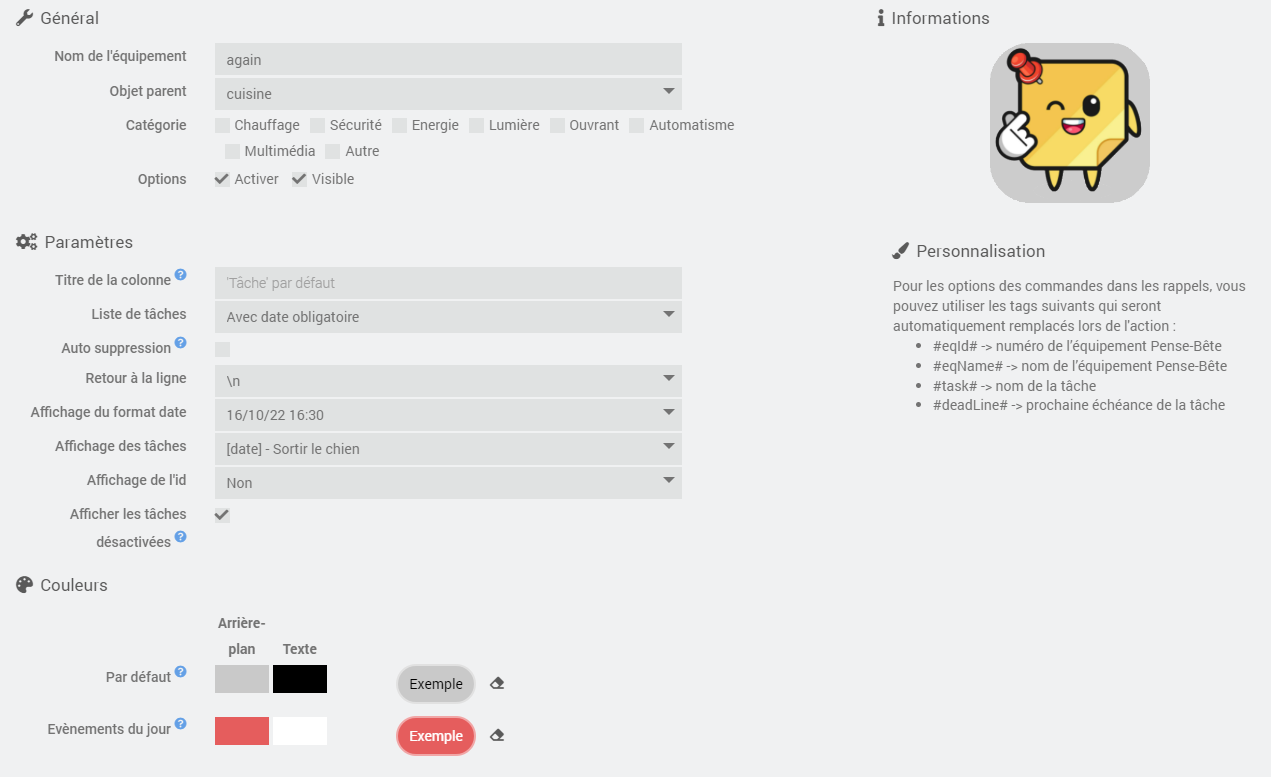 Général
Nom de l'équipement
again
Objet parent
cuisine
Catégorie
Chauffage Sécurité Energie Lumière Ouvrant Automatisme
Multimédia Autre
Options
Activer Visible
Paramètres
Titre de la colonne ?
'Tâche' par défaut
Liste de tâches
Avec date obligatoire
Auto suppression ?
Retour à la ligne
\n
Affichage du format date
16/10/22 16:30
Affichage des tâches
[date] - Sortir le chien
Affichage de l'id
Non
Afficher les tâches
désactivées ?
Couleurs
Arrière-
plan Texte
Par défaut ?
Exemple
Evènements du jour ?
Exemple
Informations
Personnalisation
Pour les options des commandes dans les rappels, vous
pouvez utiliser les tags suivants qui seront
automatiquement remplacés lors de l'action :
• #eqId# -> numéro de l'équipement Pense-Bête
• #eqName# -> nom de l'équipement Pense-Bête
• #task# -> nom de la tâche
• #deadLine# -> prochaine échéance de la tâche